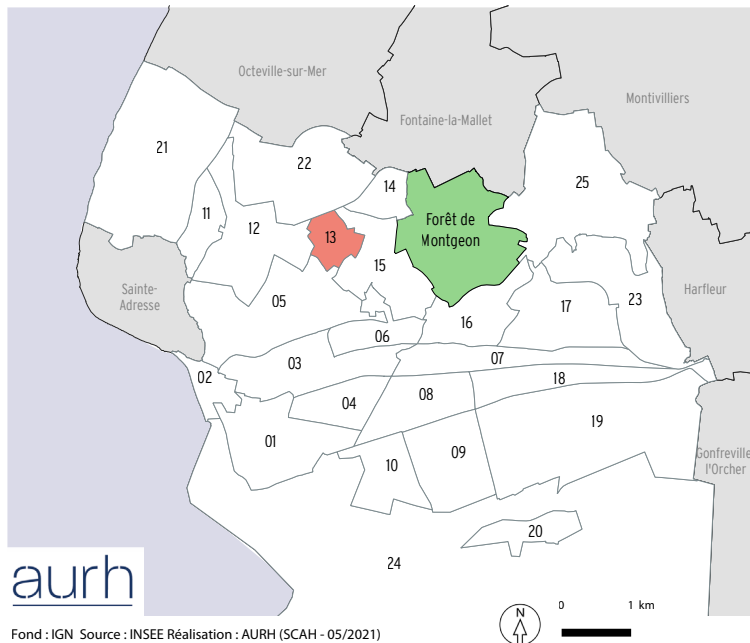 Octeville-sur-Mer
Montivilliers
Fontaine-la-Mallet
21
22
14
25
11
12
13
Forêt de
Montgeon
15
Sainte-
Adresse
05
Harfleur
23
17
16
06
07
03
02
18
08
04
19
01
09
10
Gonfreville
l'Orcher
20
24
aurh
N
0
1 km
Fond : IGN Source : INSEE Réalisation : AURH (SCAH - 05/2021)